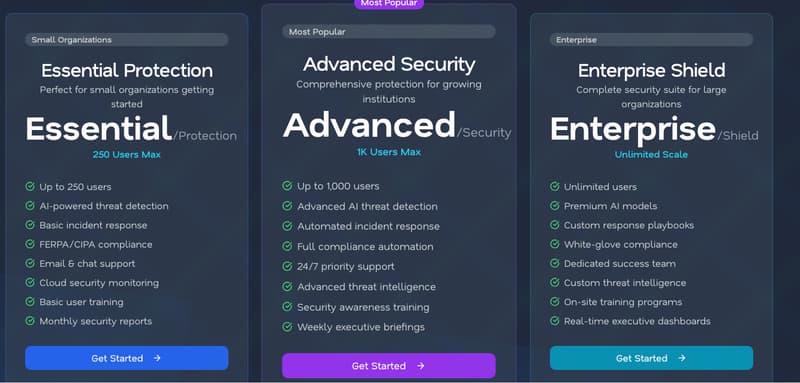 Small Organizations
Essential Protection
Perfect for small organizations getting
started
Essential/Protection
250 Users Max
Up to 250 users
AI-powered threat detection
Basic incident response
FERPA/CIPA compliance
Email & chat support
Cloud security monitoring
Basic user training
Monthly security reports
Get Started →
Most Popular
Most Popular
Advanced Security
Comprehensive protection for growing
institutions
Advanced/Security
1K Users Max
Up to 1,000 users
Advanced AI threat detection
Automated incident response
Full compliance automation
24/7 priority support
Advanced threat intelligence
Security awareness training
Weekly executive briefings
Get Started →
Enterprise
Enterprise Shield
Complete security suite for large
organizations
Enterprise/Shield
Unlimited Scale
Unlimited users
Premium AI models
Custom response playbooks
White-glove compliance
Dedicated success team
Custom threat intelligence
On-site training programs
Real-time executive dashboards
Get Started →